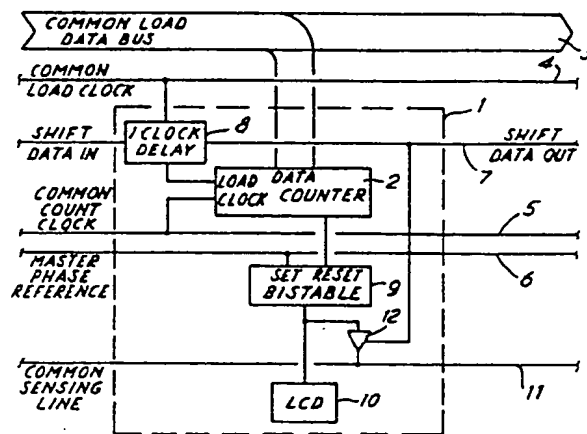 COMMON LOAD
DATA BUS
3
COMMON
LOAD CLOCK
4
1
SHIFT
DATA IN
1 CLOCK
DELAY
8
SHIFT
DATA OUT
7
LOAD DATA
CLOCK COUNTER
2
COMMON
COUNT
CLOCK
5
MASTER
PHASE
REFERENCE
6
SET RESET
BISTABLE
9
12
COMMON
SENSING
LINE
11
LCD
10